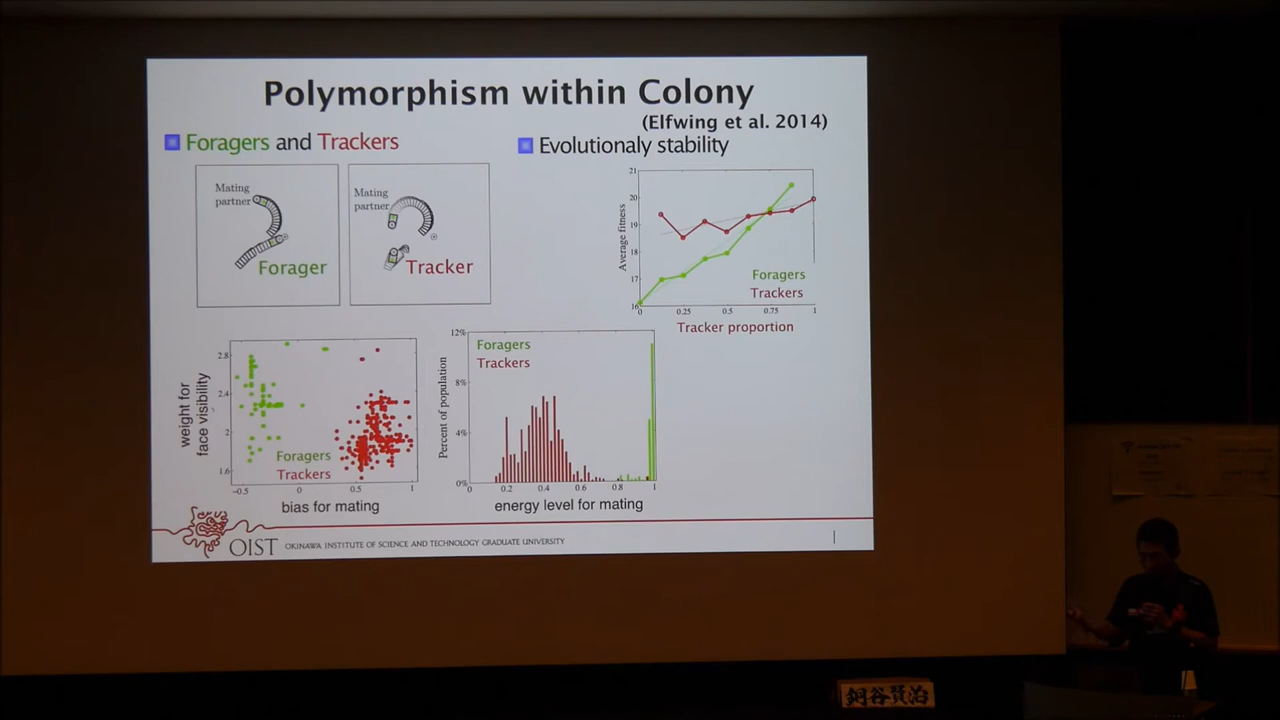 Polymorphism within Colony
(Elfwing et al. 2014)
Foragers and Trackers
Mating
partner
Forager
Mating
partner
Tracker
Evolutionaly stability
21
20
19
18
17
16
Average fitness
0
0.25
0.5
0.75
1
Foragers
Trackers
Tracker proportion
2.8
2.4
2
1.6
weight for
face visibility
-0.5
0
0.5
1
Foragers
Trackers
bias for mating
12%
8%
4%
0%
Percent of population
0
0.2
0.4
0.6
0.8
1
Foragers
Trackers
energy level for mating
OIST OKINAWA INSTITUTE OF SCIENCE AND TECHNOLOGY GRADUATE UNIVERSITY
銅谷賢治